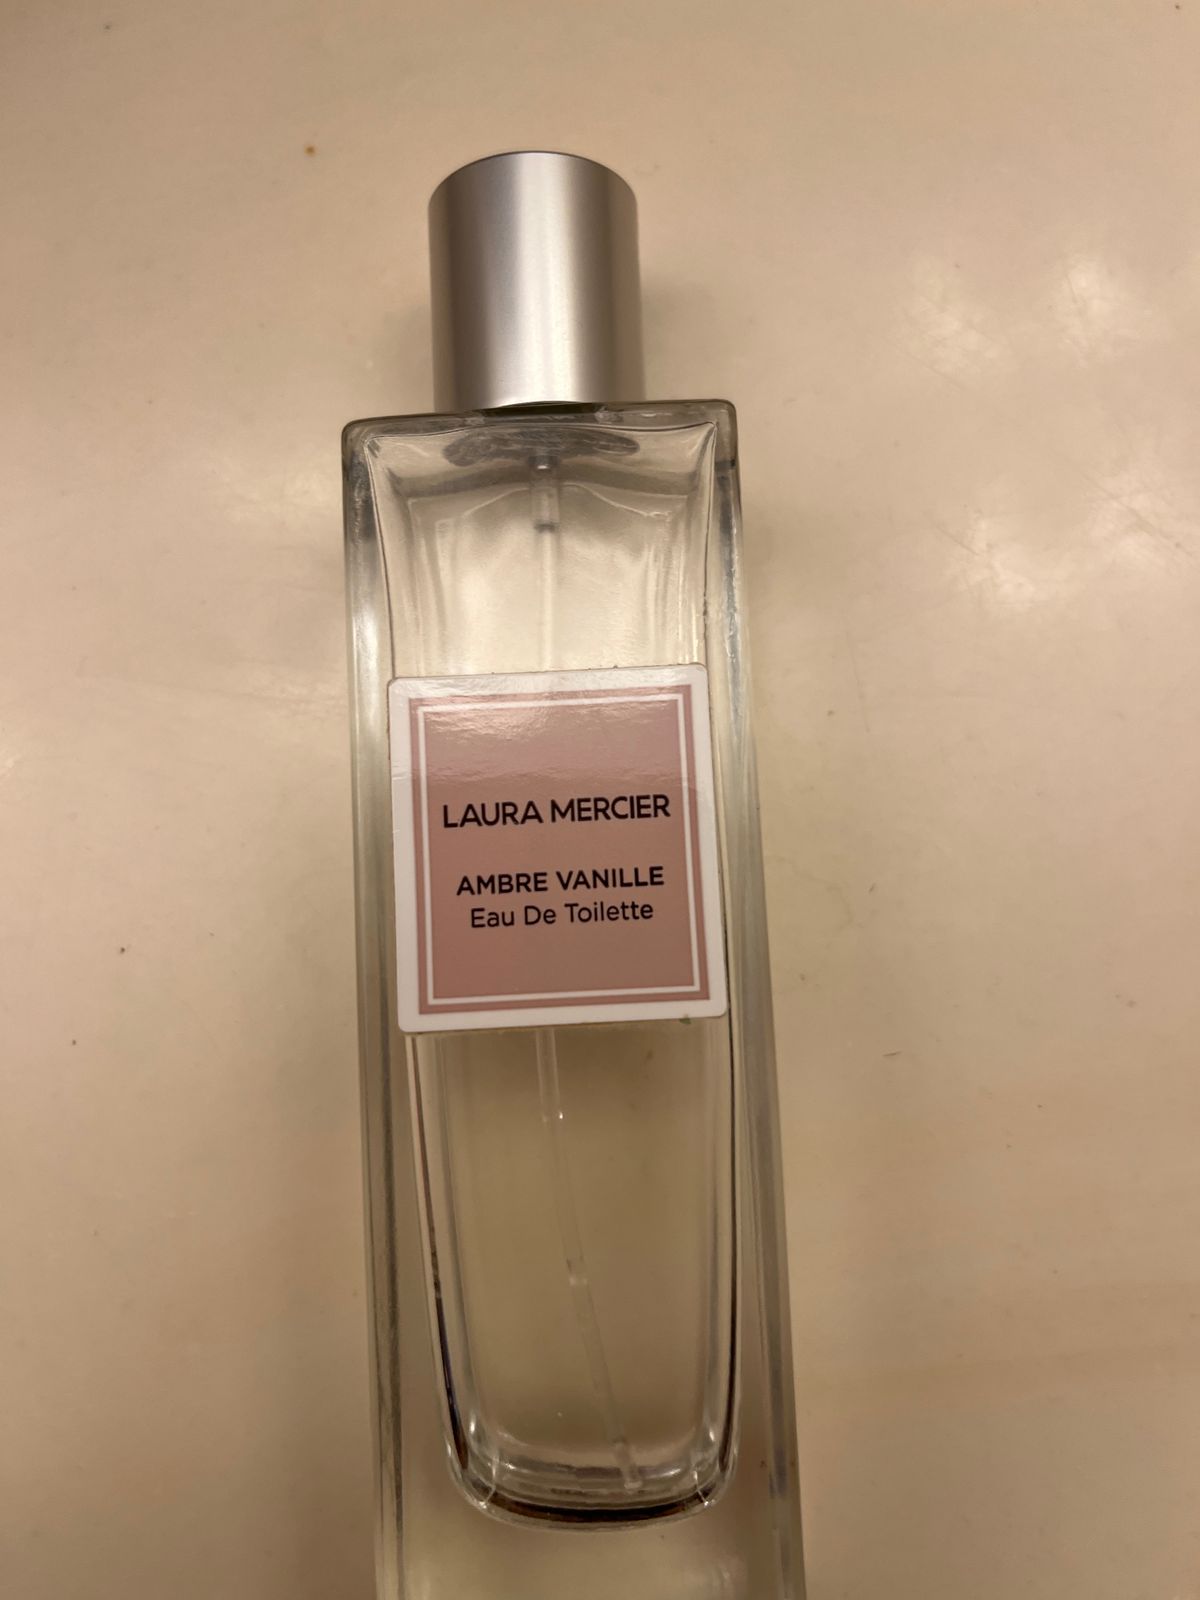 LAURA MERCIER
AMBRE VANILLE
Eau De Toilette